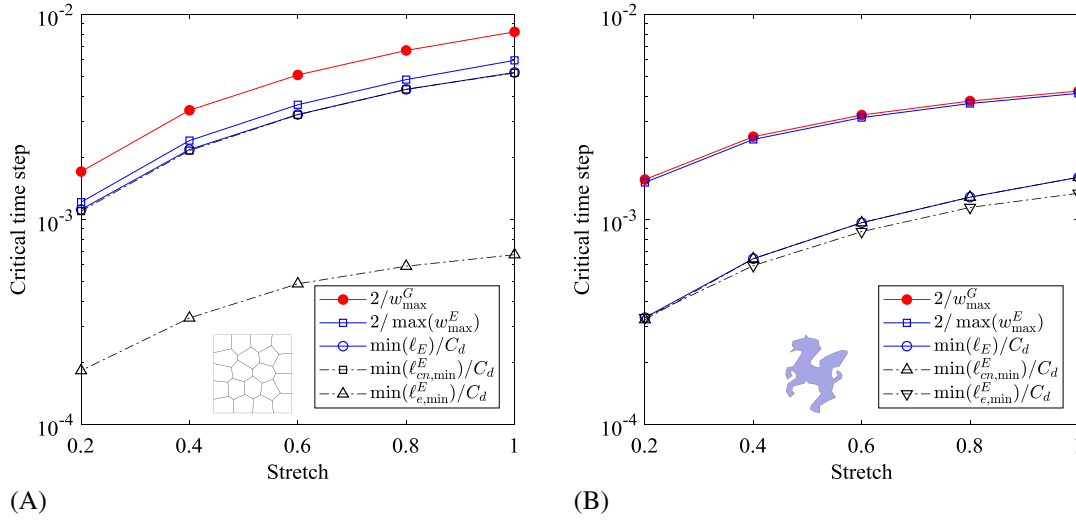 10^-2
10^-3
10^-4
Critical time step
0.2 0.4 0.6 0.8 1
Stretch
2/w^G_max
2/ max(w^E_max)
min(ℓ_E)/C_d
min(ℓ^E_cn,min)/C_d
min(ℓ^E_e,min)/C_d
(A)
10^-2
10^-3
10^-4
Critical time step
0.2 0.4 0.6 0.8 1
Stretch
2/w^G_max
2/ max(w^E_max)
min(ℓ_E)/C_d
min(ℓ^E_cn,min)/C_d
min(ℓ^E_e,min)/C_d
(B)